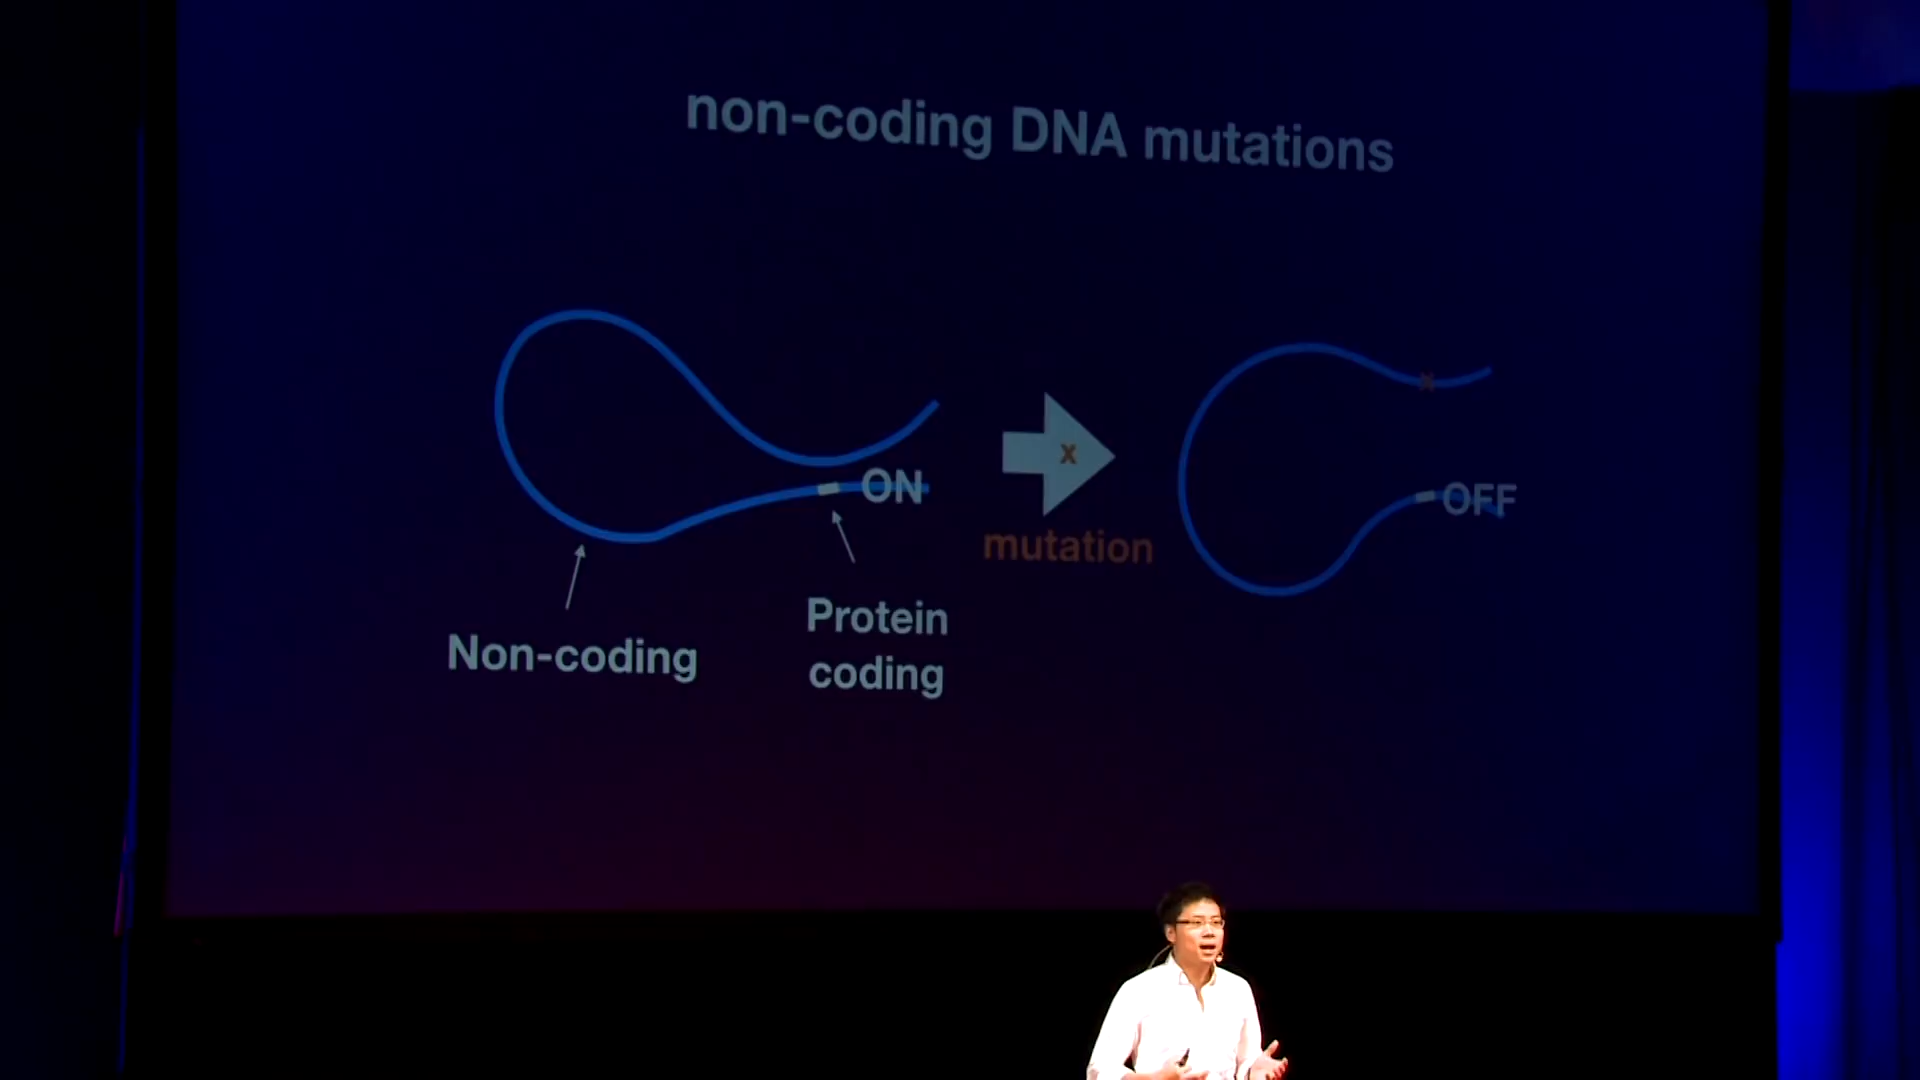 non-coding DNA mutations
ON
x
x
OFF
mutation
Non-coding
Protein
coding